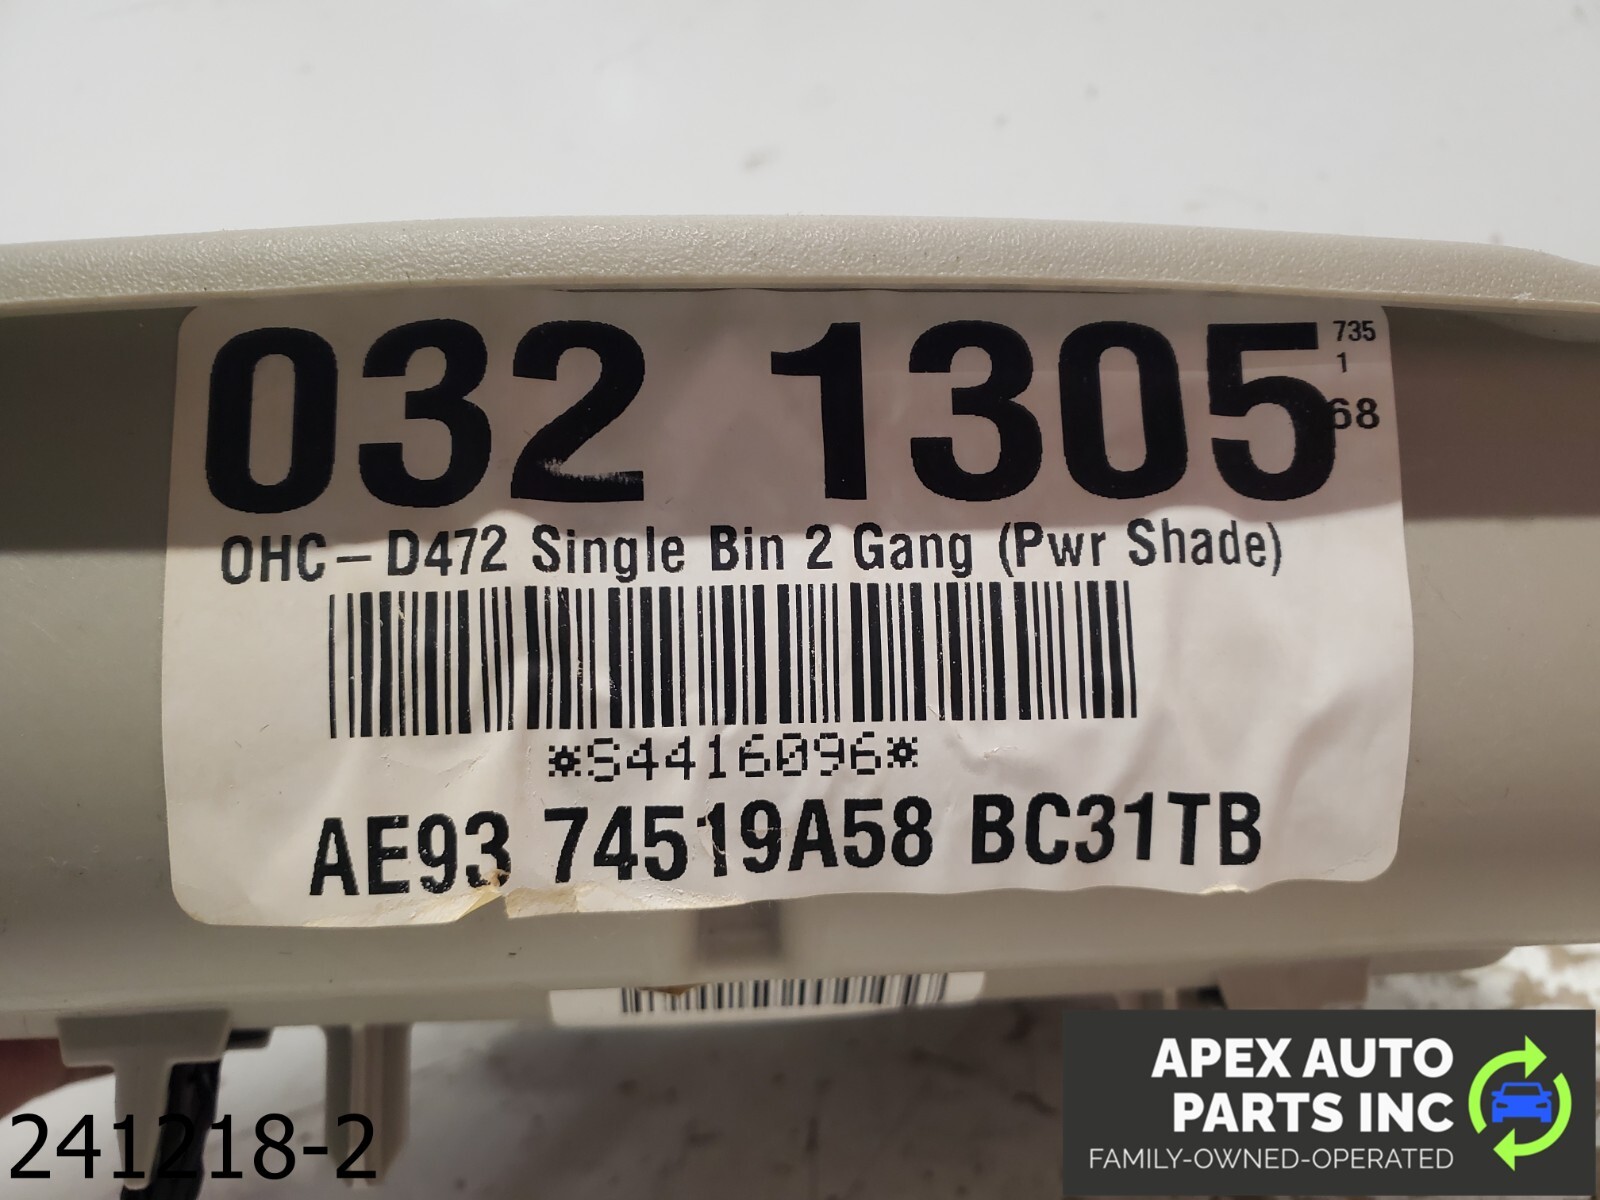 032 1305
735
1
68
OHC-D472 Single Bin 2 Gang (Pwr Shade)
*S4416096*
AE93 74519A58 BC31TB
241218-2
APEX AUTO
PARTS INC
FAMILY-OWNED-OPERATED